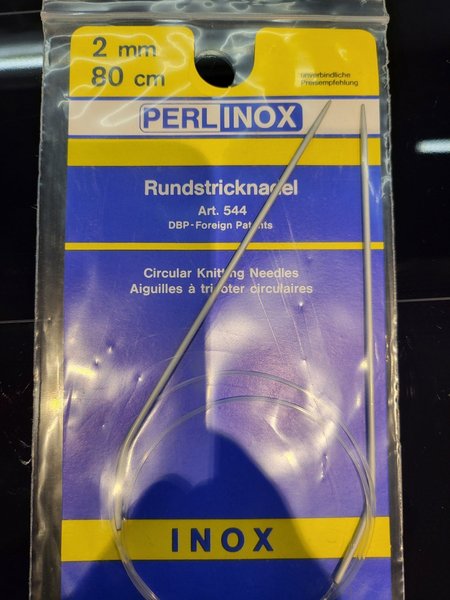 2 mm
80 cm
unverbindliche
Preisempfehlung
PERLINOX
Rundstricknadel
Art. 544
DBP-Foreign Patents
Circular Knitting Needles
Aiguilles à tricoter circulaires
INOX